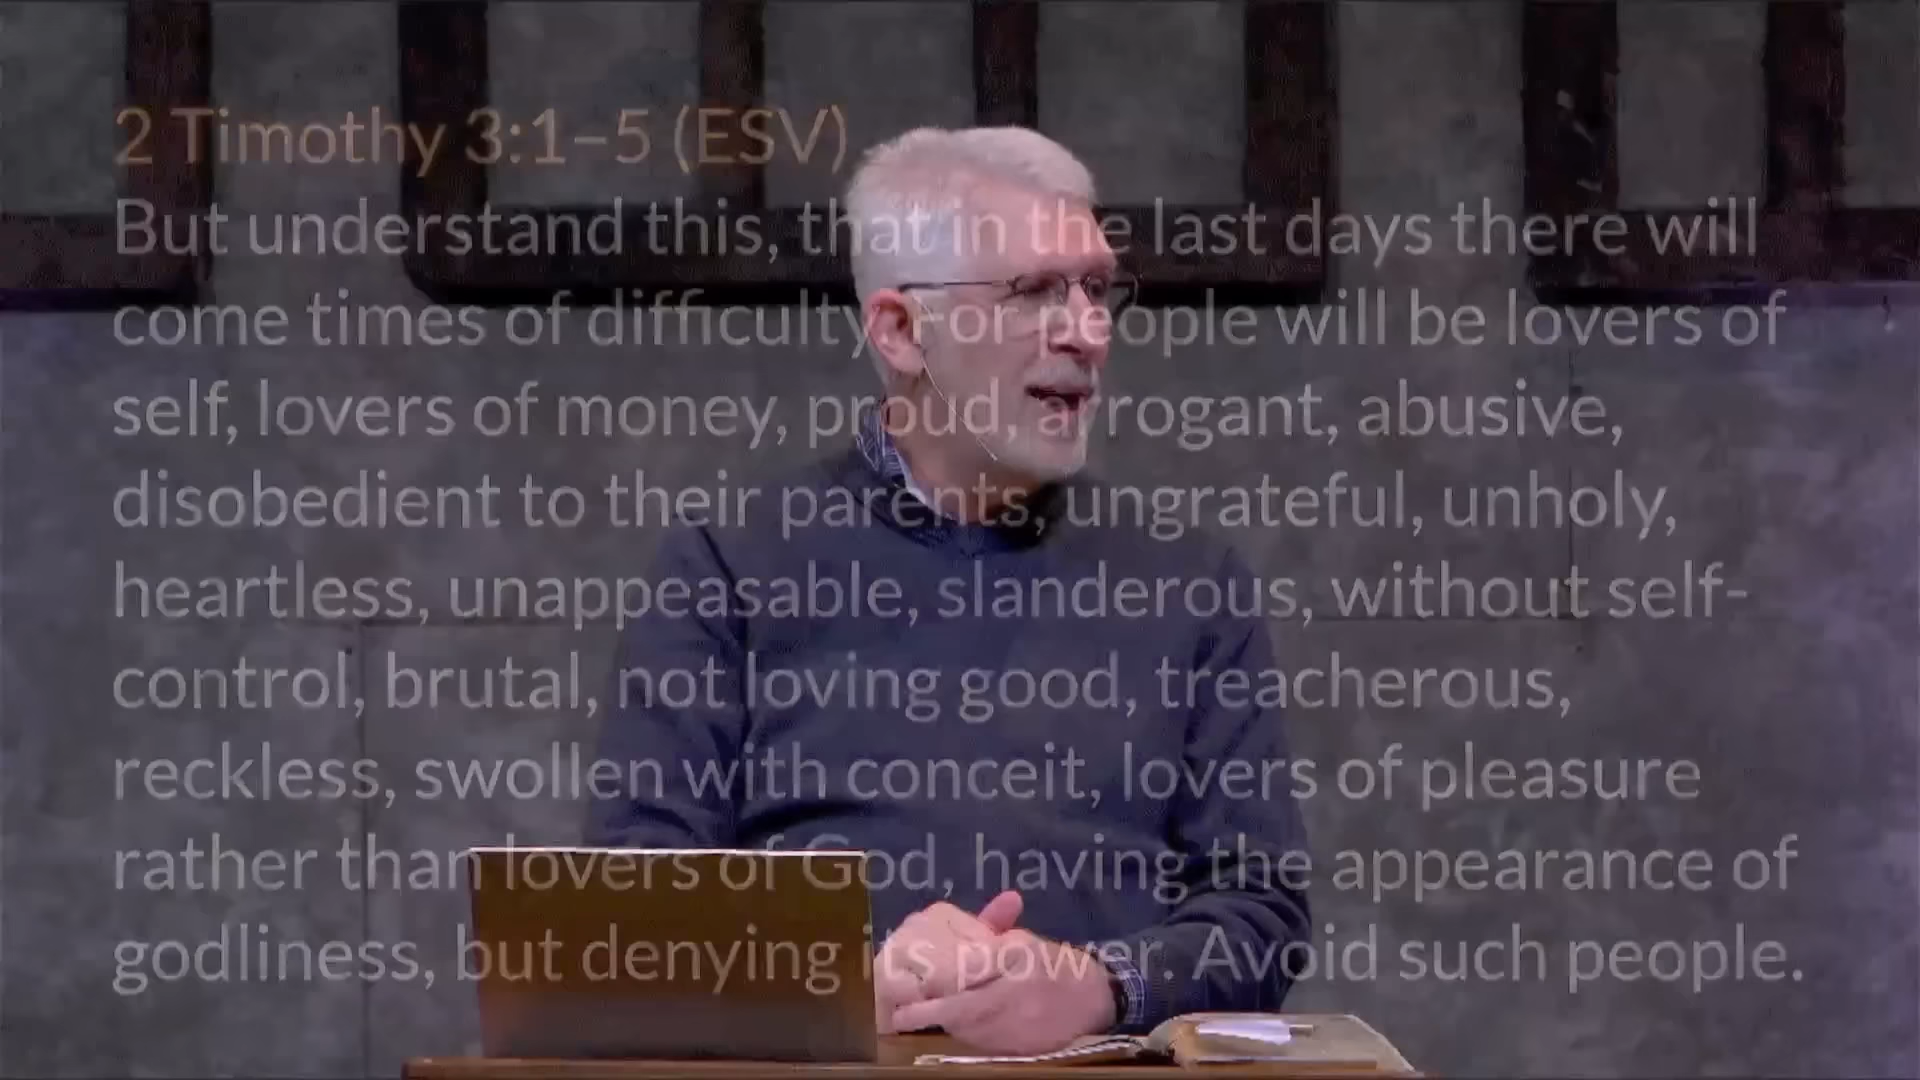 2 Timothy 3:1–5 (ESV)
But understand this, that in the last days there will
come times of difficulty. For people will be lovers of
self, lovers of money, proud, arrogant, abusive,
disobedient to their parents, ungrateful, unholy,
heartless, unappeasable, slanderous, without self-
control, brutal, not loving good, treacherous,
reckless, swollen with conceit, lovers of pleasure
rather than lovers of God, having the appearance of
godliness, but denying its power. Avoid such people.